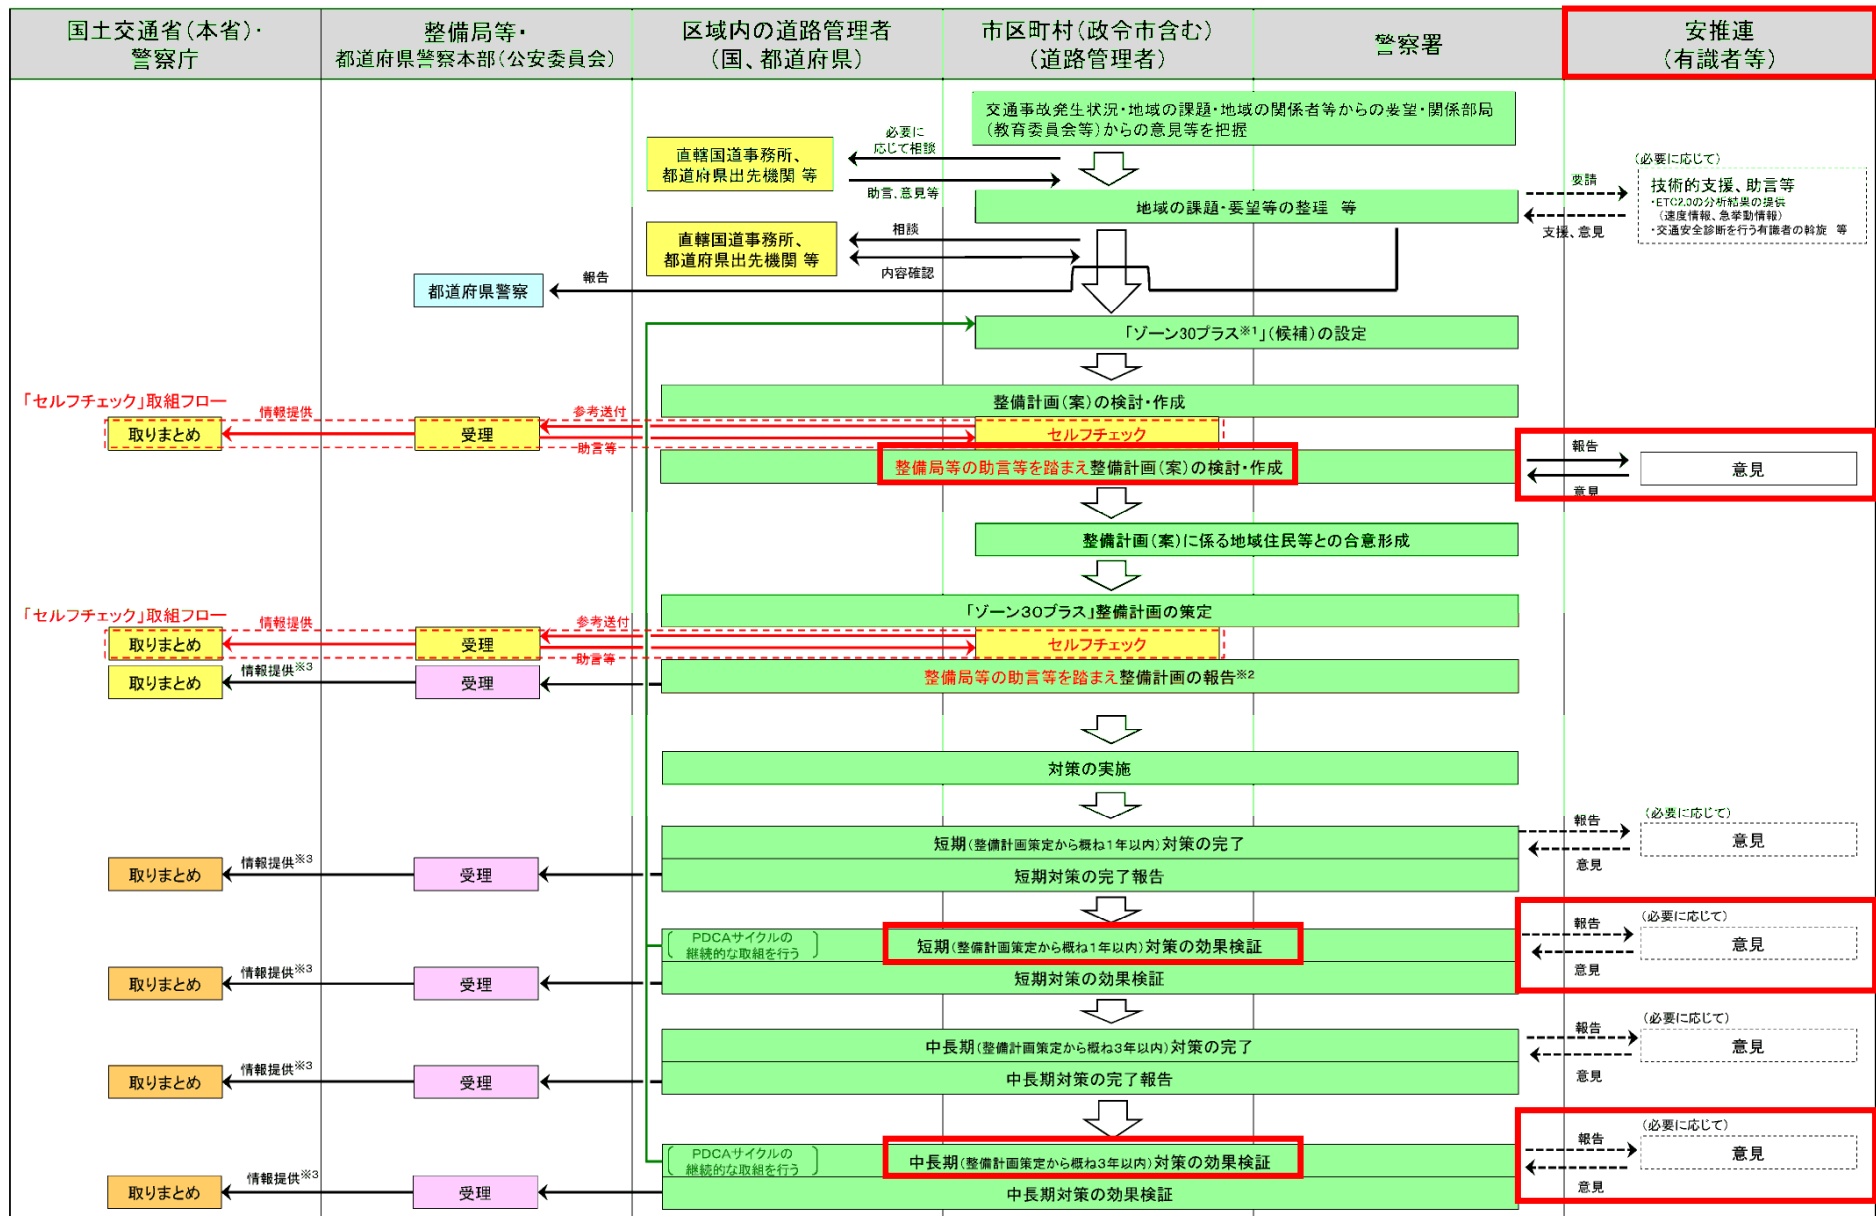 国土交通省(本省)・
警察庁
整備局等・
都道府県警察本部(公安委員会)
区域内の道路管理者
(国、都道府県)
市区町村(政令市含む)
(道路管理者)
警察署
安推連
(有識者等)
交通事故発生状況・地域の課題・地域の関係者等からの要望・関係部局
(教育委員会等)からの意見等を把握
必要に
応じて相談
直轄国道事務所、
都道府県出先機関 等
助言、意見等
地域の課題・要望等の整理 等
要請
支援、意見
(必要に応じて)
技術的支援、助言等
・ETC2.0の分析結果の提供
(速度情報、急挙動情報)
・交通安全診断を行う有識者の斡旋 等
相談
直轄国道事務所、
都道府県出先機関 等
内容確認
報告
都道府県警察
「ゾーン30プラス※1」(候補)の設定
整備計画(案)の検討・作成
「セルフチェック」取組フロー
情報提供
参考送付
取りまとめ
受理
セルフチェック
助言等
整備局等の助言等を踏まえ整備計画(案)の検討・作成
報告
意見
意見
整備計画(案)に係る地域住民等との合意形成
「ゾーン30プラス」整備計画の策定
「セルフチェック」取組フロー
情報提供
参考送付
取りまとめ
受理
セルフチェック
助言等
情報提供※3
取りまとめ
受理
整備局等の助言等を踏まえ整備計画の報告※2
対策の実施
短期(整備計画策定から概ね1年以内)対策の完了
報告
(必要に応じて)
意見
意見
情報提供※3
取りまとめ
受理
短期対策の完了報告
PDCAサイクルの
継続的な取組を行う
短期(整備計画策定から概ね1年以内)対策の効果検証
報告
(必要に応じて)
意見
意見
情報提供※3
取りまとめ
受理
短期対策の効果検証
中長期(整備計画策定から概ね3年以内)対策の完了
報告
(必要に応じて)
意見
意見
情報提供※3
取りまとめ
受理
中長期対策の完了報告
PDCAサイクルの
継続的な取組を行う
中長期(整備計画策定から概ね3年以内)対策の効果検証
報告
(必要に応じて)
意見
意見
情報提供※3
取りまとめ
受理
中長期対策の効果検証